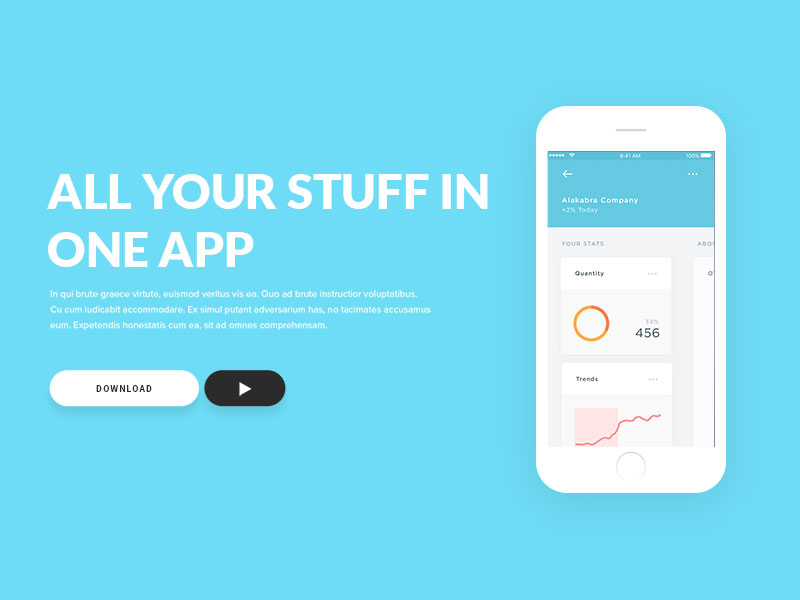 ALL YOUR STUFF IN
ONE APP
In qui brute graece virtute, euismod veritus vis ea. Quo ad brute instructior voluptatibus.
Cu cum iudicabit accommodare. Ex simul putant adversarium has, no tacimates accusamus
eum. Expetendis honestatis cum ea, sit ad omnes comprehensam.
DOWNLOAD
9:41 AM 100%
Alakabra Company
+2% Today
YOUR STATS ABOU
Quantity
34%
456
Trends